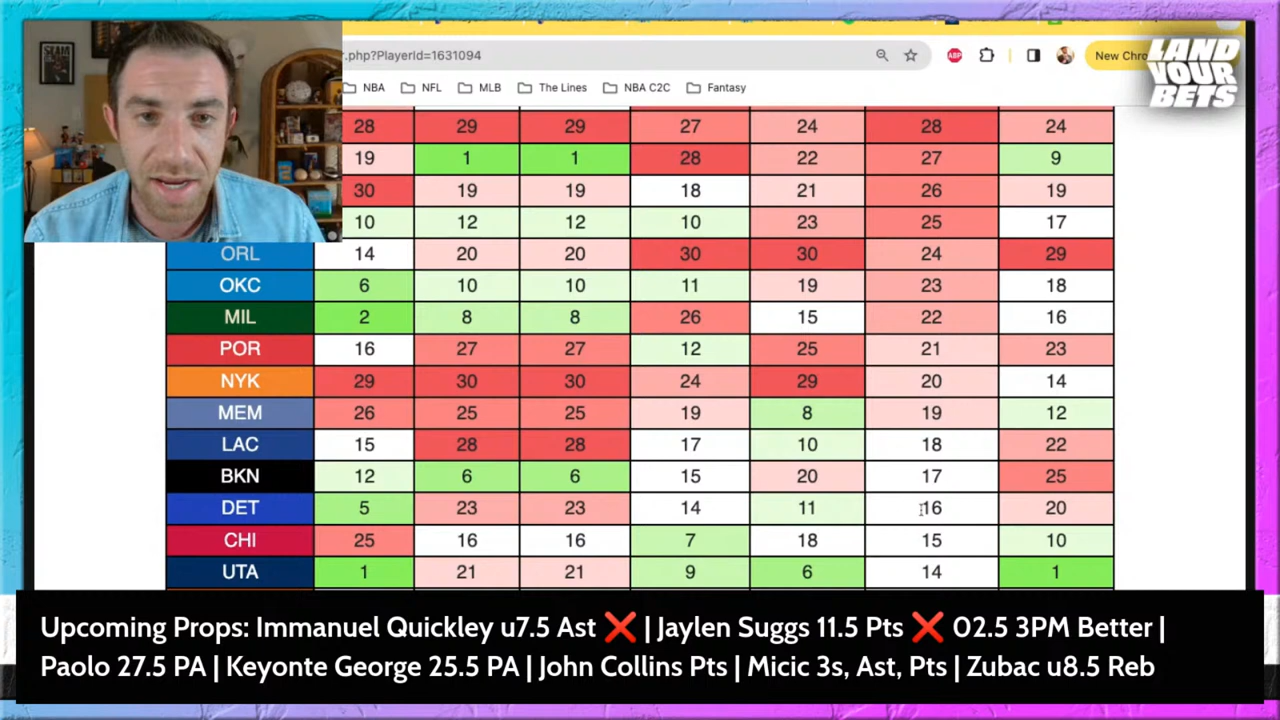 .php?PlayerId=1631094
New Chro
LAND
YOUR
BETS
NBA NFL MLB The Lines NBA C2C Fantasy
SLAM
28 29 29 27 24 28 24
19 1 1 28 22 27 9
30 19 19 18 21 26 19
10 12 12 10 23 25 17
ORL 14 20 20 30 30 24 29
OKC 6 10 10 11 19 23 18
MIL 2 8 8 26 15 22 16
POR 16 27 27 12 25 21 23
NYK 29 30 30 24 29 20 14
MEM 26 25 25 19 8 19 12
LAC 15 28 28 17 10 18 22
BKN 12 6 6 15 20 17 25
DET 5 23 23 14 11 16 20
CHI 25 16 16 7 18 15 10
UTA 1 21 21 9 6 14 1
Upcoming Props: Immanuel Quickley u7.5 Ast ❌ | Jaylen Suggs 11.5 Pts ❌ O2.5 3PM Better |
Paolo 27.5 PA | Keyonte George 25.5 PA | John Collins Pts | Micic 3s, Ast, Pts | Zubac u8.5 Reb